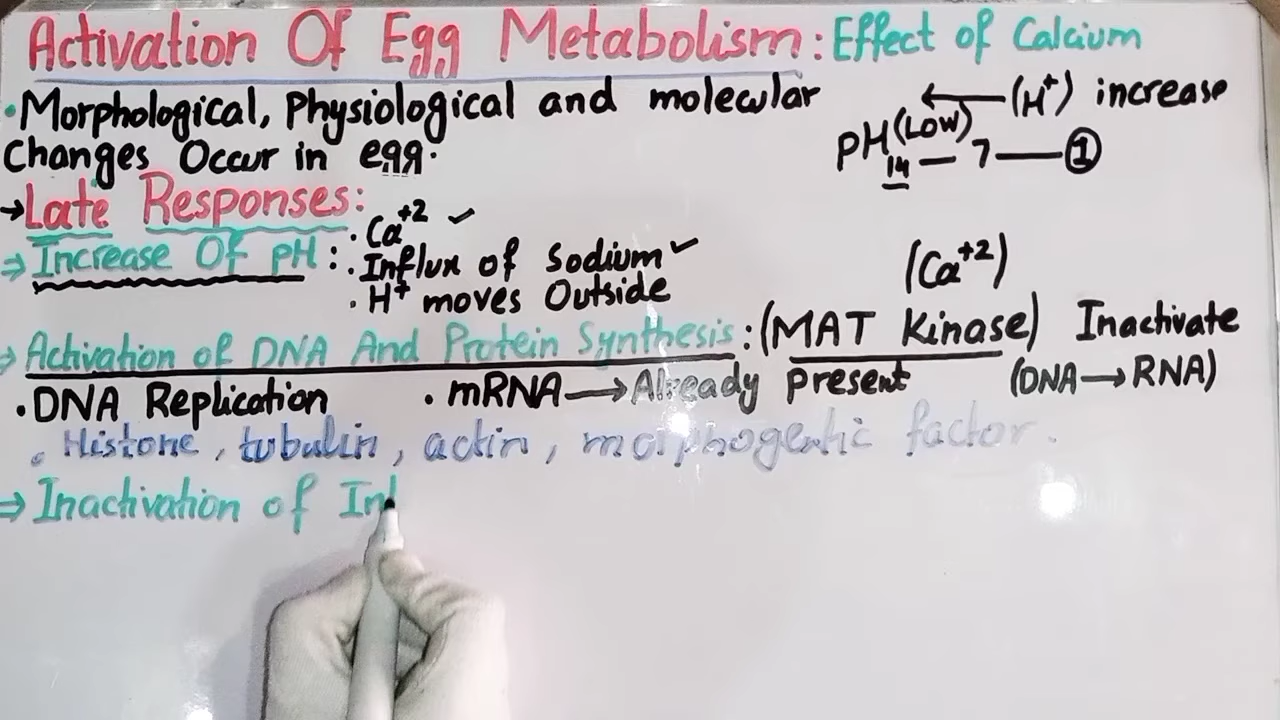 Activation Of Egg Metabolism: Effect of Calcium
• Morphological, Physiological and molecular
Changes Occur in egg.
← (H⁺) increase
PH (LOW)
14 — 7 — 1
→ Late Responses:
⇒ Increase Of pH : • Ca⁺² ✓
• Influx of Sodium ✓
• H⁺ moves Outside
(Ca⁺²)
⇒ Activation of DNA And Protein Synthesis: (MAT Kinase) Inactivate
• DNA Replication • mRNA → Already present (DNA → RNA)
• Histone, tubulin, actin, morphogentic factor.
⇒ Inactivation of Inh